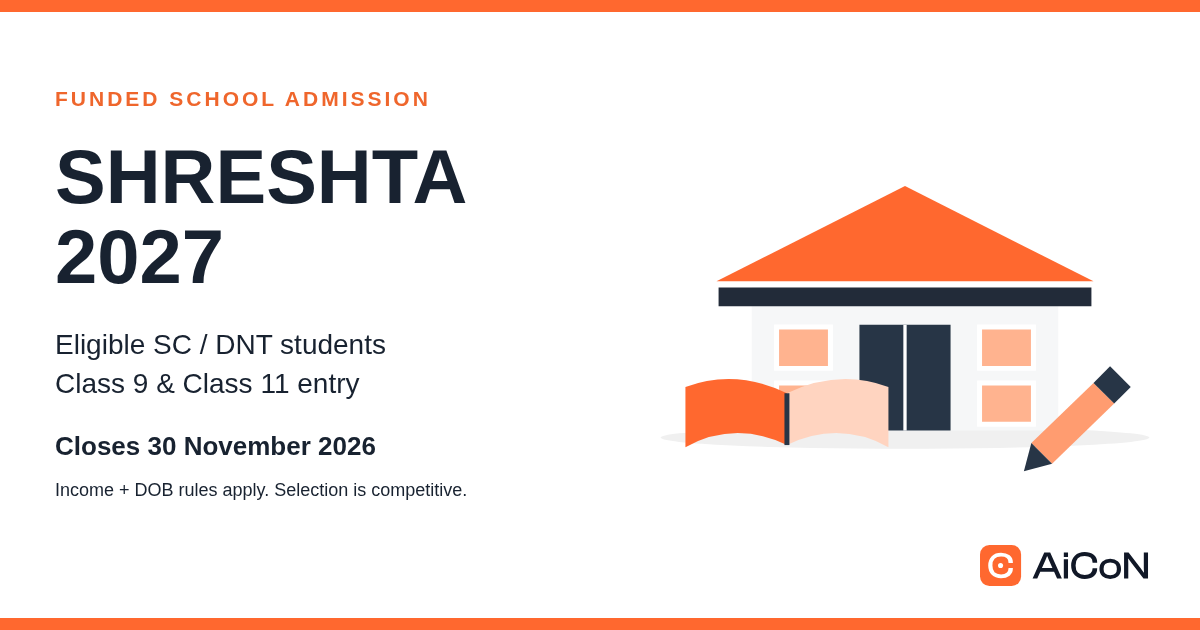 FUNDED SCHOOL ADMISSION
SHRESHTA
2027
Eligible SC / DNT students
Class 9 & Class 11 entry
Closes 30 November 2026
Income + DOB rules apply. Selection is competitive.
AiCoN